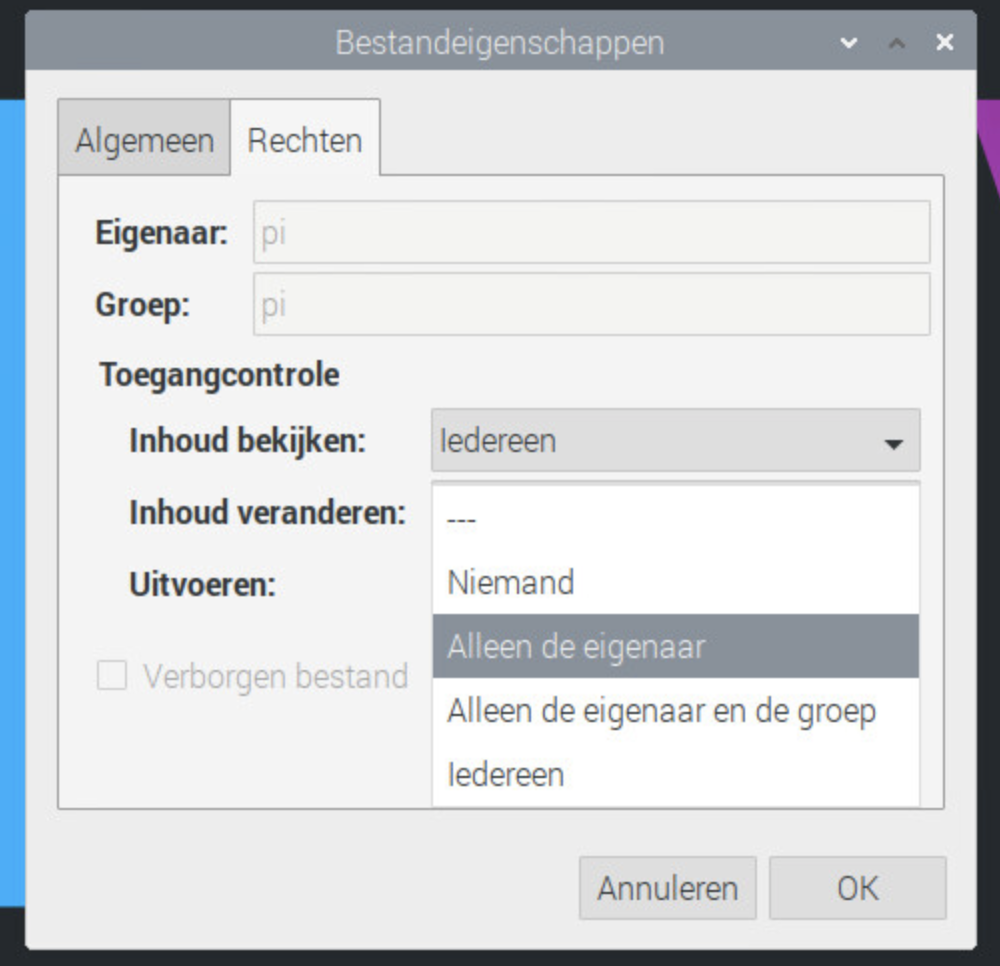 Bestandeigenschappen
Algemeen Rechten
Eigenaar: pi
Groep: pi
Toegangcontrole
Inhoud bekijken: Iedereen
Inhoud veranderen: ---
Niemand
Uitvoeren:
Alleen de eigenaar
Verborgen bestand
Alleen de eigenaar en de groep
Iedereen
Annuleren OK